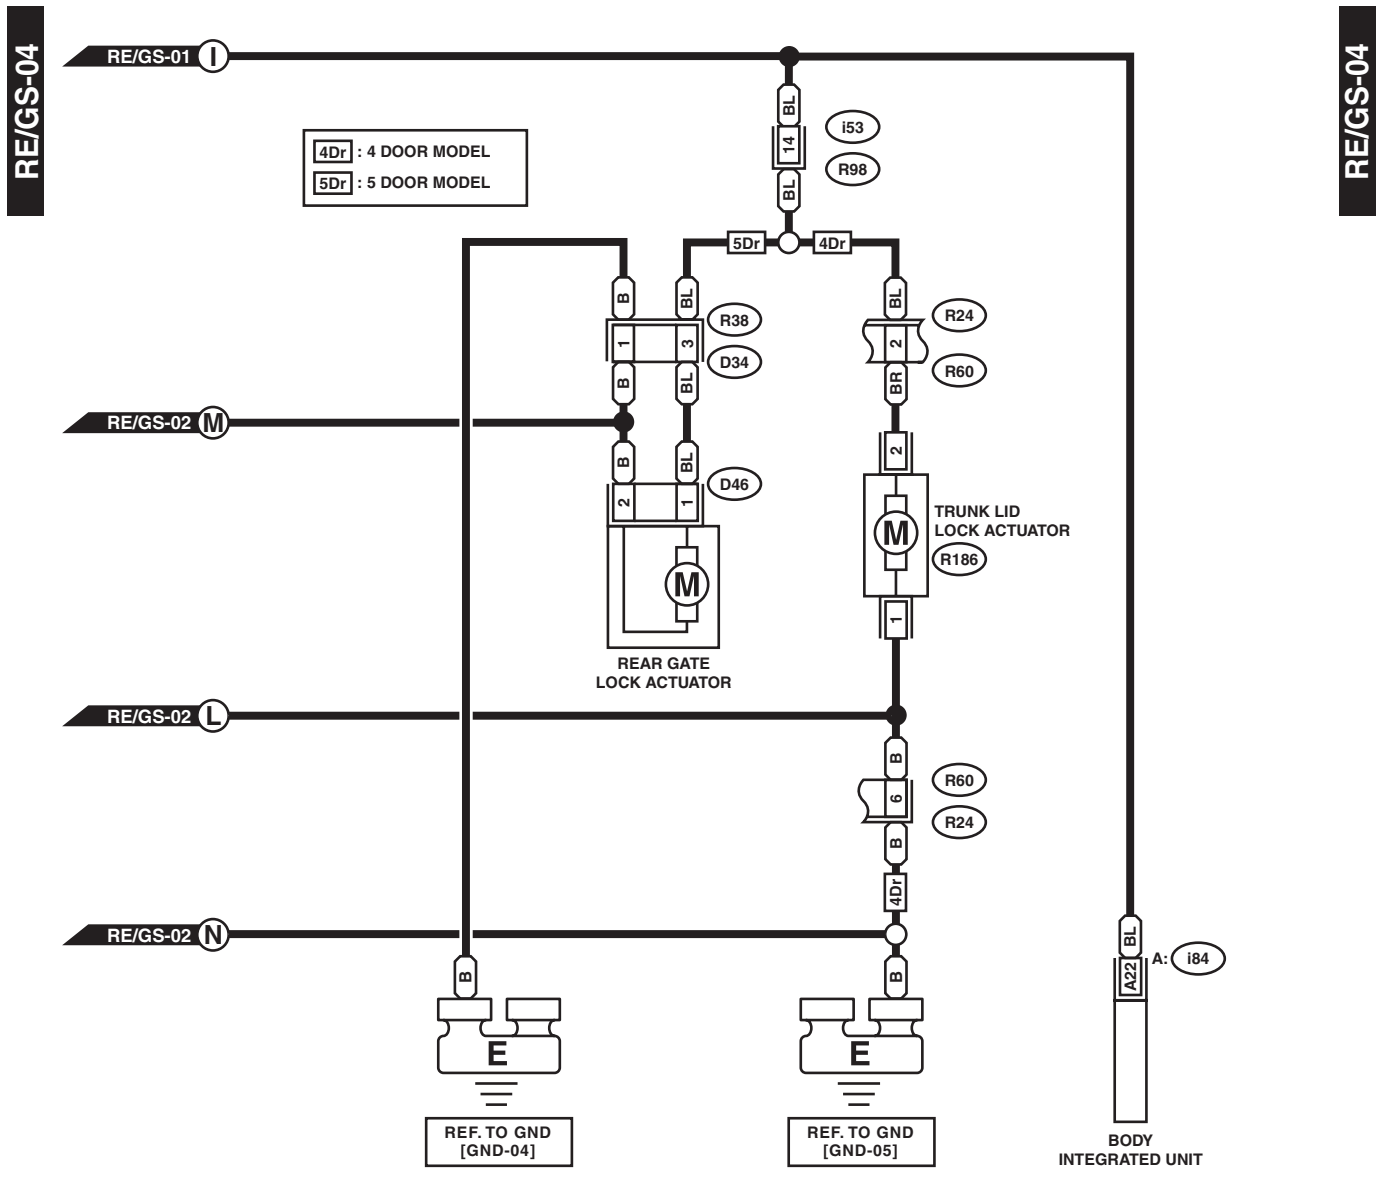 RE/GS-04
RE/GS-04
RE/GS-01 I
BL
14
i53
R98
BL
4Dr : 4 DOOR MODEL
5Dr : 5 DOOR MODEL
5Dr 4Dr
B BL BL
R38 R24
1 3 2
D34 R60
B BL BR
RE/GS-02 M
B BL 2
D46
2 1
TRUNK LID
LOCK ACTUATOR
M
R186
M
1
REAR GATE
LOCK ACTUATOR
RE/GS-02 L
B
R60
6
R24
B
4Dr
RE/GS-02 N
BL
B B A22 A: i84
E E
REF. TO GND
[GND-04]
REF. TO GND
[GND-05]
BODY
INTEGRATED UNIT